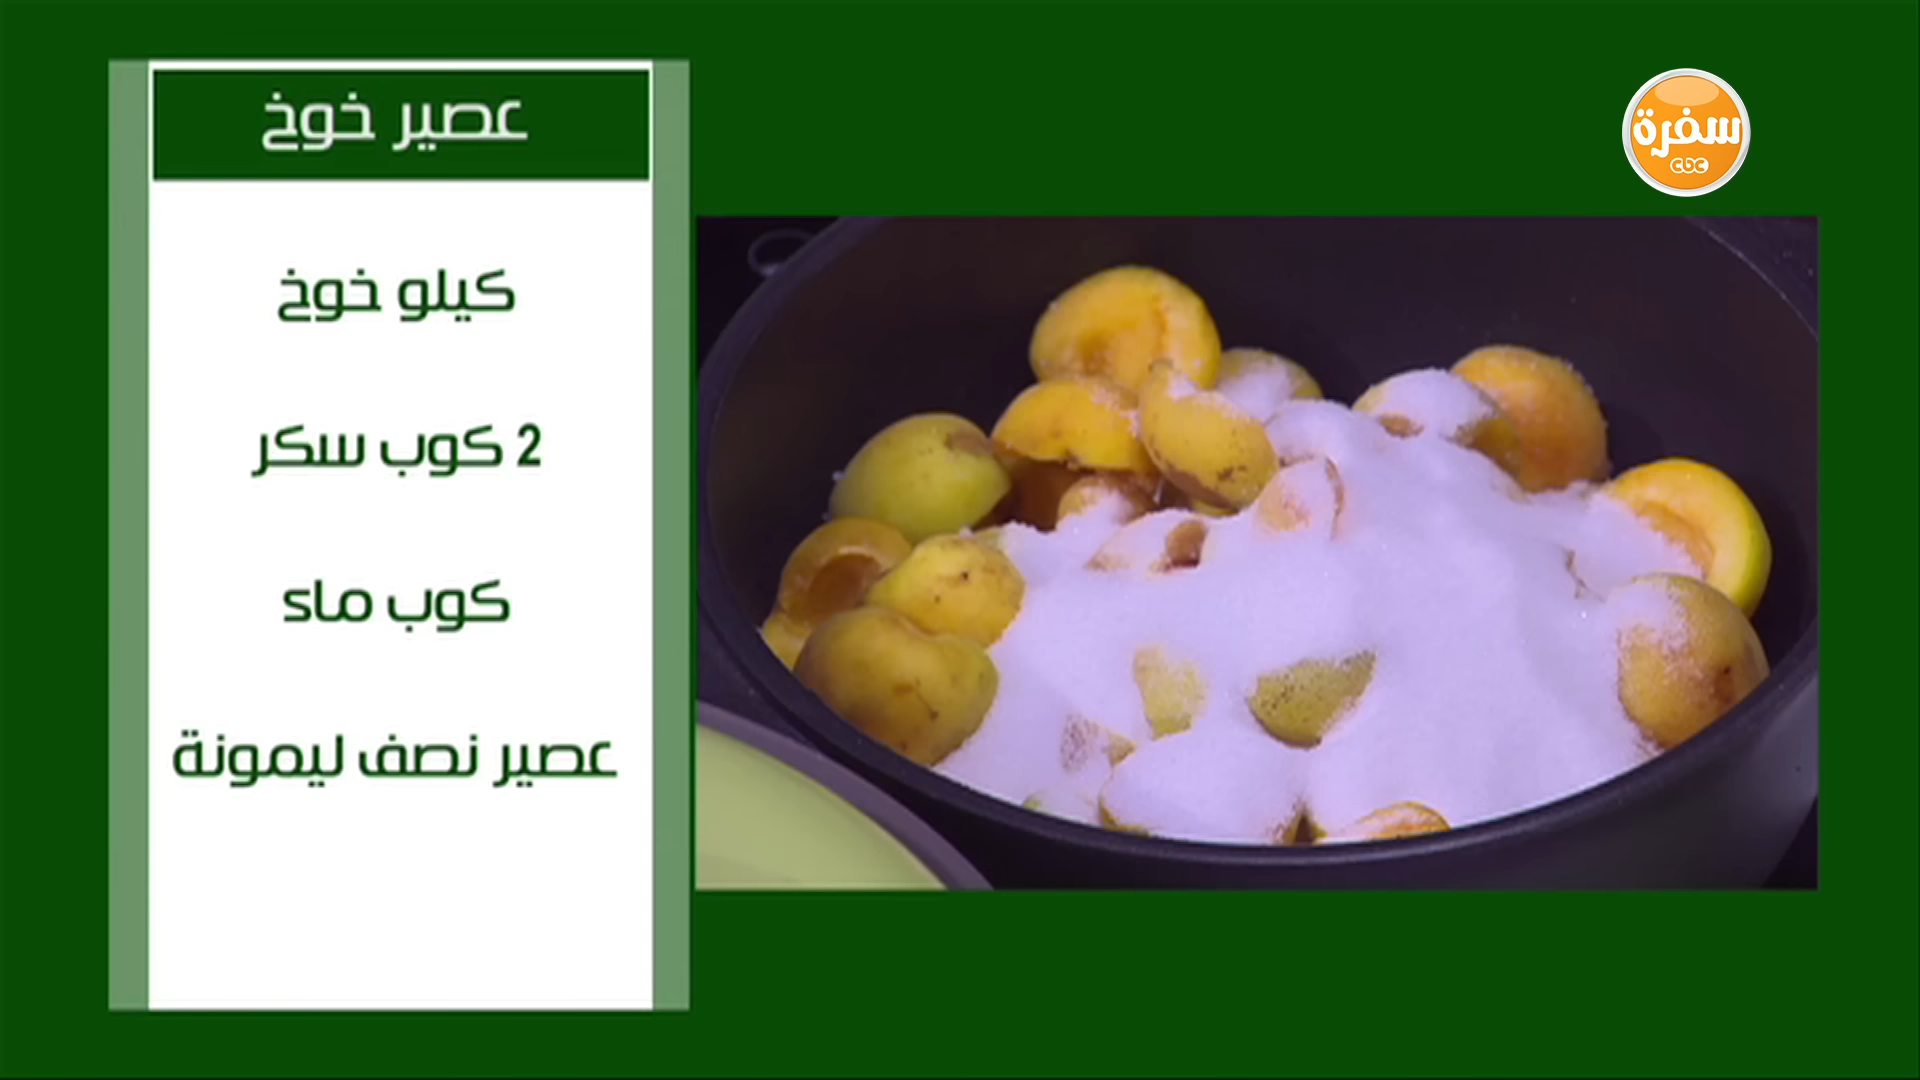 عصير خوخ
كيلو خوخ
2 كوب سكر
كوب ماء
عصير نصف ليمونة
سفرة
cbc